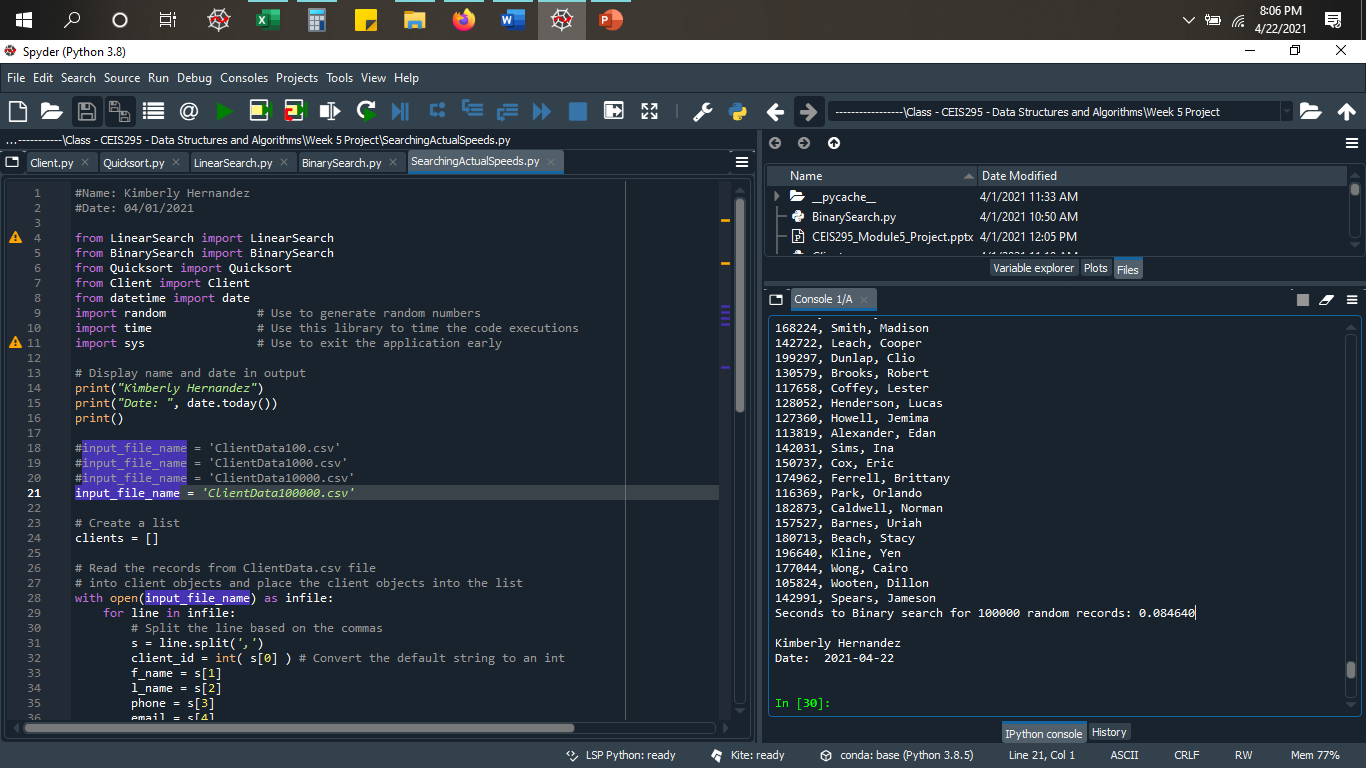 8:06 PM
4/22/2021
Spyder (Python 3.8)
File Edit Search Source Run Debug Consoles Projects Tools View Help
-----------------\Class - CEIS295 - Data Structures and Algorithms\Week 5 Project
...-----------\Class - CEIS295 - Data Structures and Algorithms\Week 5 Project\SearchingActualSpeeds.py
Client.py Quicksort.py LinearSearch.py BinarySearch.py SearchingActualSpeeds.py
1 #Name: Kimberly Hernandez
2 #Date: 04/01/2021
3
4 from LinearSearch import LinearSearch
5 from BinarySearch import BinarySearch
6 from Quicksort import Quicksort
7 from Client import Client
8 from datetime import date
9 import random # Use to generate random numbers
10 import time # Use this library to time the code executions
11 import sys # Use to exit the application early
12
13 # Display name and date in output
14 print("Kimberly Hernandez")
15 print("Date: ", date.today())
16 print()
17
18 #input_file_name = 'ClientData100.csv'
19 #input_file_name = 'ClientData1000.csv'
20 #input_file_name = 'ClientData10000.csv'
21 input_file_name = 'ClientData100000.csv'
22
23 # Create a list
24 clients = []
25
26 # Read the records from ClientData.csv file
27 # into client objects and place the client objects into the list
28 with open(input_file_name) as infile:
29 for line in infile:
30 # Split the line based on the commas
31 s = line.split(',')
32 client_id = int( s[0] ) # Convert the default string to an int
33 f_name = s[1]
34 l_name = s[2]
35 phone = s[3]
36 email = s[4]
Name Date Modified
__pycache__ 4/1/2021 11:33 AM
BinarySearch.py 4/1/2021 10:50 AM
CEIS295_Module5_Project.pptx 4/1/2021 12:05 PM
Variable explorer Plots Files
Console 1/A
168224, Smith, Madison
142722, Leach, Cooper
199297, Dunlap, Clio
130579, Brooks, Robert
117658, Coffey, Lester
128052, Henderson, Lucas
127360, Howell, Jemima
113819, Alexander, Edan
142031, Sims, Ina
150737, Cox, Eric
174962, Ferrell, Brittany
116369, Park, Orlando
182873, Caldwell, Norman
157527, Barnes, Uriah
180713, Beach, Stacy
196640, Kline, Yen
177044, Wong, Cairo
105824, Wooten, Dillon
142991, Spears, Jameson
Seconds to Binary search for 100000 random records: 0.084640
Kimberly Hernandez
Date:  2021-04-22
In [30]:
IPython console History
LSP Python: ready Kite: ready conda: base (Python 3.8.5) Line 21, Col 1 ASCII CRLF RW Mem 77%